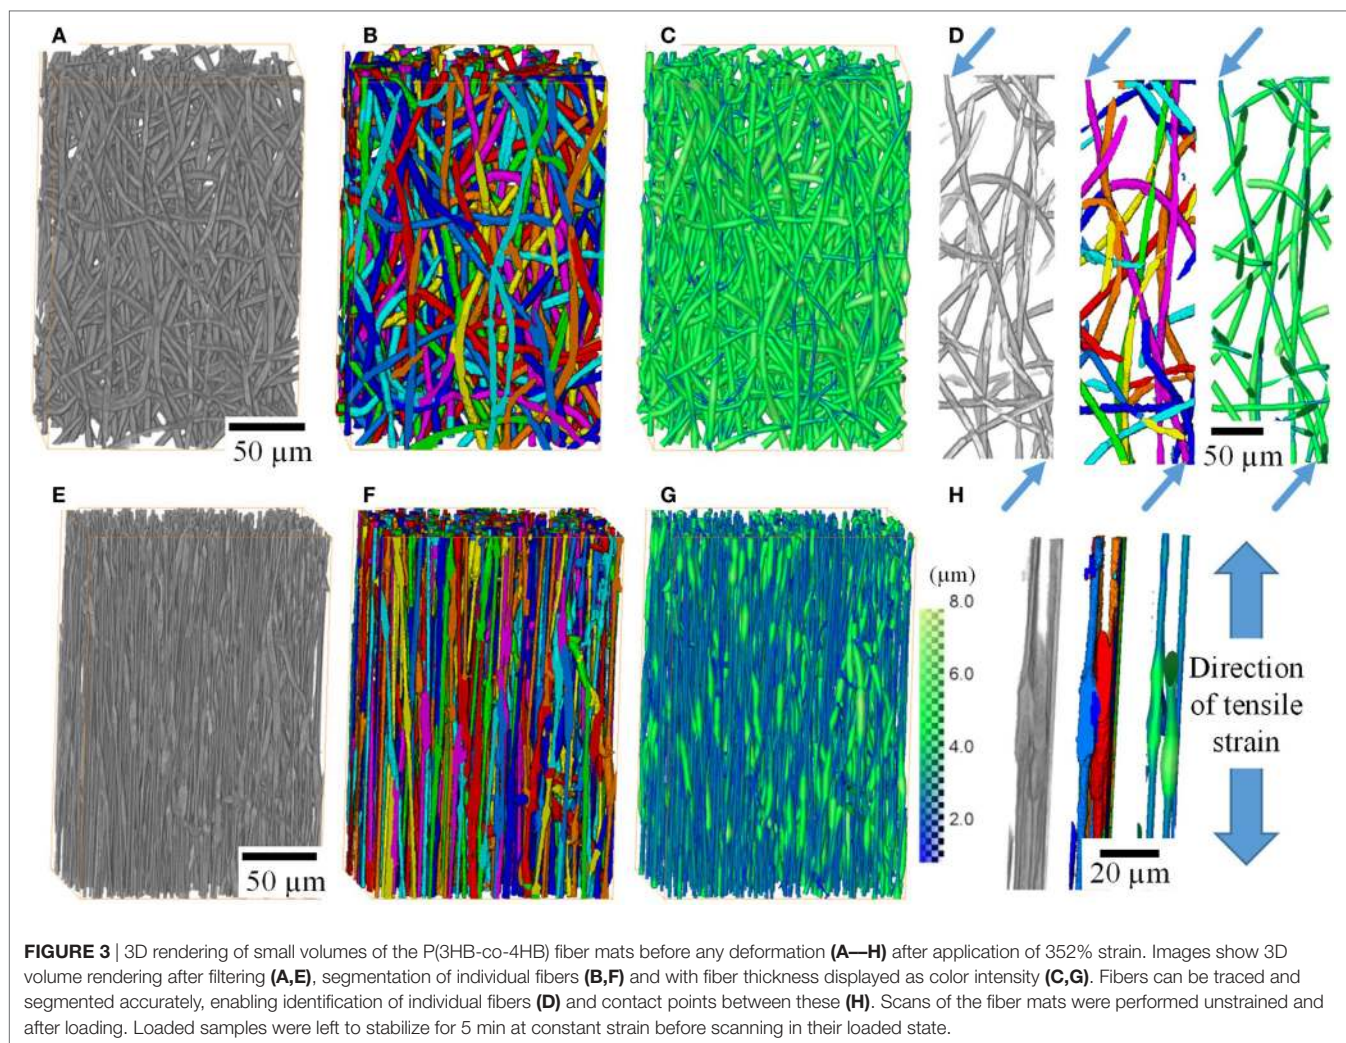 A
B
C
D
50 µm
50 µm
E
F
G
H
(µm)
8.0
6.0
4.0
2.0
Direction
of tensile
strain
50 µm
20 µm
FIGURE 3 | 3D rendering of small volumes of the P(3HB-co-4HB) fiber mats before any deformation (A—H) after application of 352% strain. Images show 3D
volume rendering after filtering (A,E), segmentation of individual fibers (B,F) and with fiber thickness displayed as color intensity (C,G). Fibers can be traced and
segmented accurately, enabling identification of individual fibers (D) and contact points between these (H). Scans of the fiber mats were performed unstrained and
after loading. Loaded samples were left to stabilize for 5 min at constant strain before scanning in their loaded state.